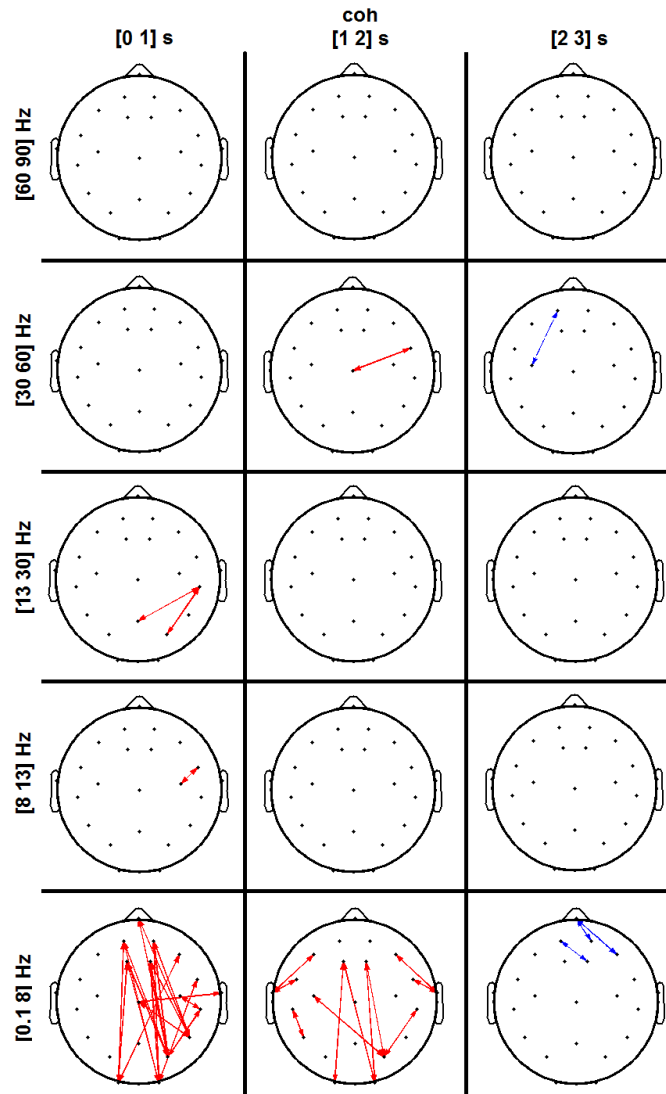 coh
[0 1] s
[1 2] s
[2 3] s
[60 90] Hz
[30 60] Hz
[13 30] Hz
[8 13] Hz
[0.1 8] Hz